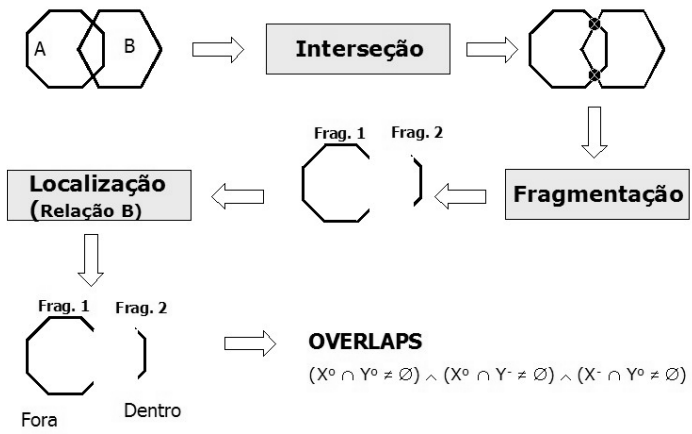 A
B
Interseção
Frag. 1
Frag. 2
Localização
(Relação B)
Fragmentação
Frag. 1
Frag. 2
OVERLAPS
(Xº ∩ Yº ≠ ∅) ^ (Xº ∩ Y⁻ ≠ ∅) ^ (X⁻ ∩ Yº ≠ ∅)
Fora
Dentro